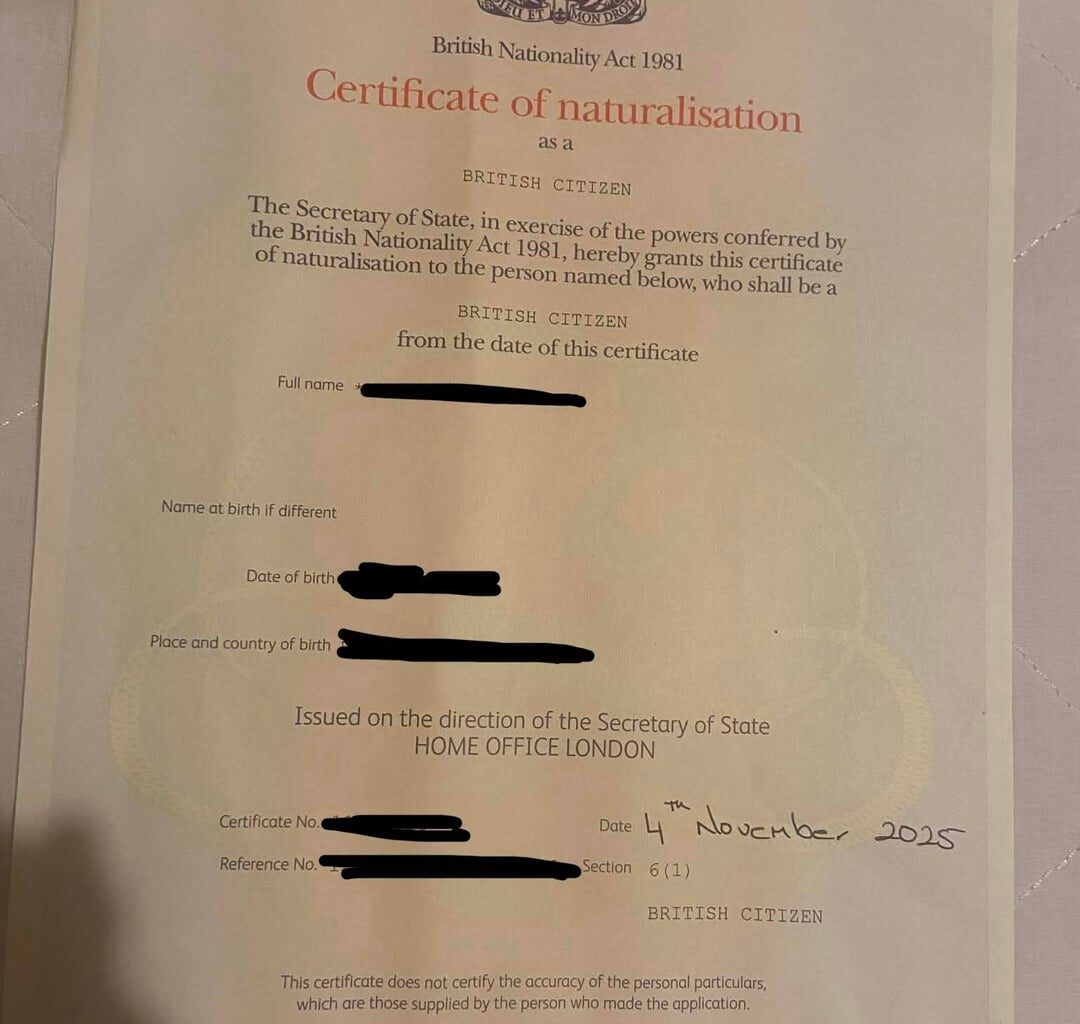 DIEU ET MON DROIT
British Nationality Act 1981
Certificate of naturalisation
as a
BRITISH CITIZEN
The Secretary of State, in exercise of the powers conferred by
the British Nationality Act 1981, hereby grants this certificate
of naturalisation to the person named below, who shall be a
BRITISH CITIZEN
from the date of this certificate
Full name *
Name at birth if different
Date of birth
Place and country of birth
Issued on the direction of the Secretary of State
HOME OFFICE LONDON
Certificate No. Date 4TH November 2025
Reference No. Section 6(1)
BRITISH CITIZEN
This certificate does not certify the accuracy of the personal particulars,
which are those supplied by the person who made the application.